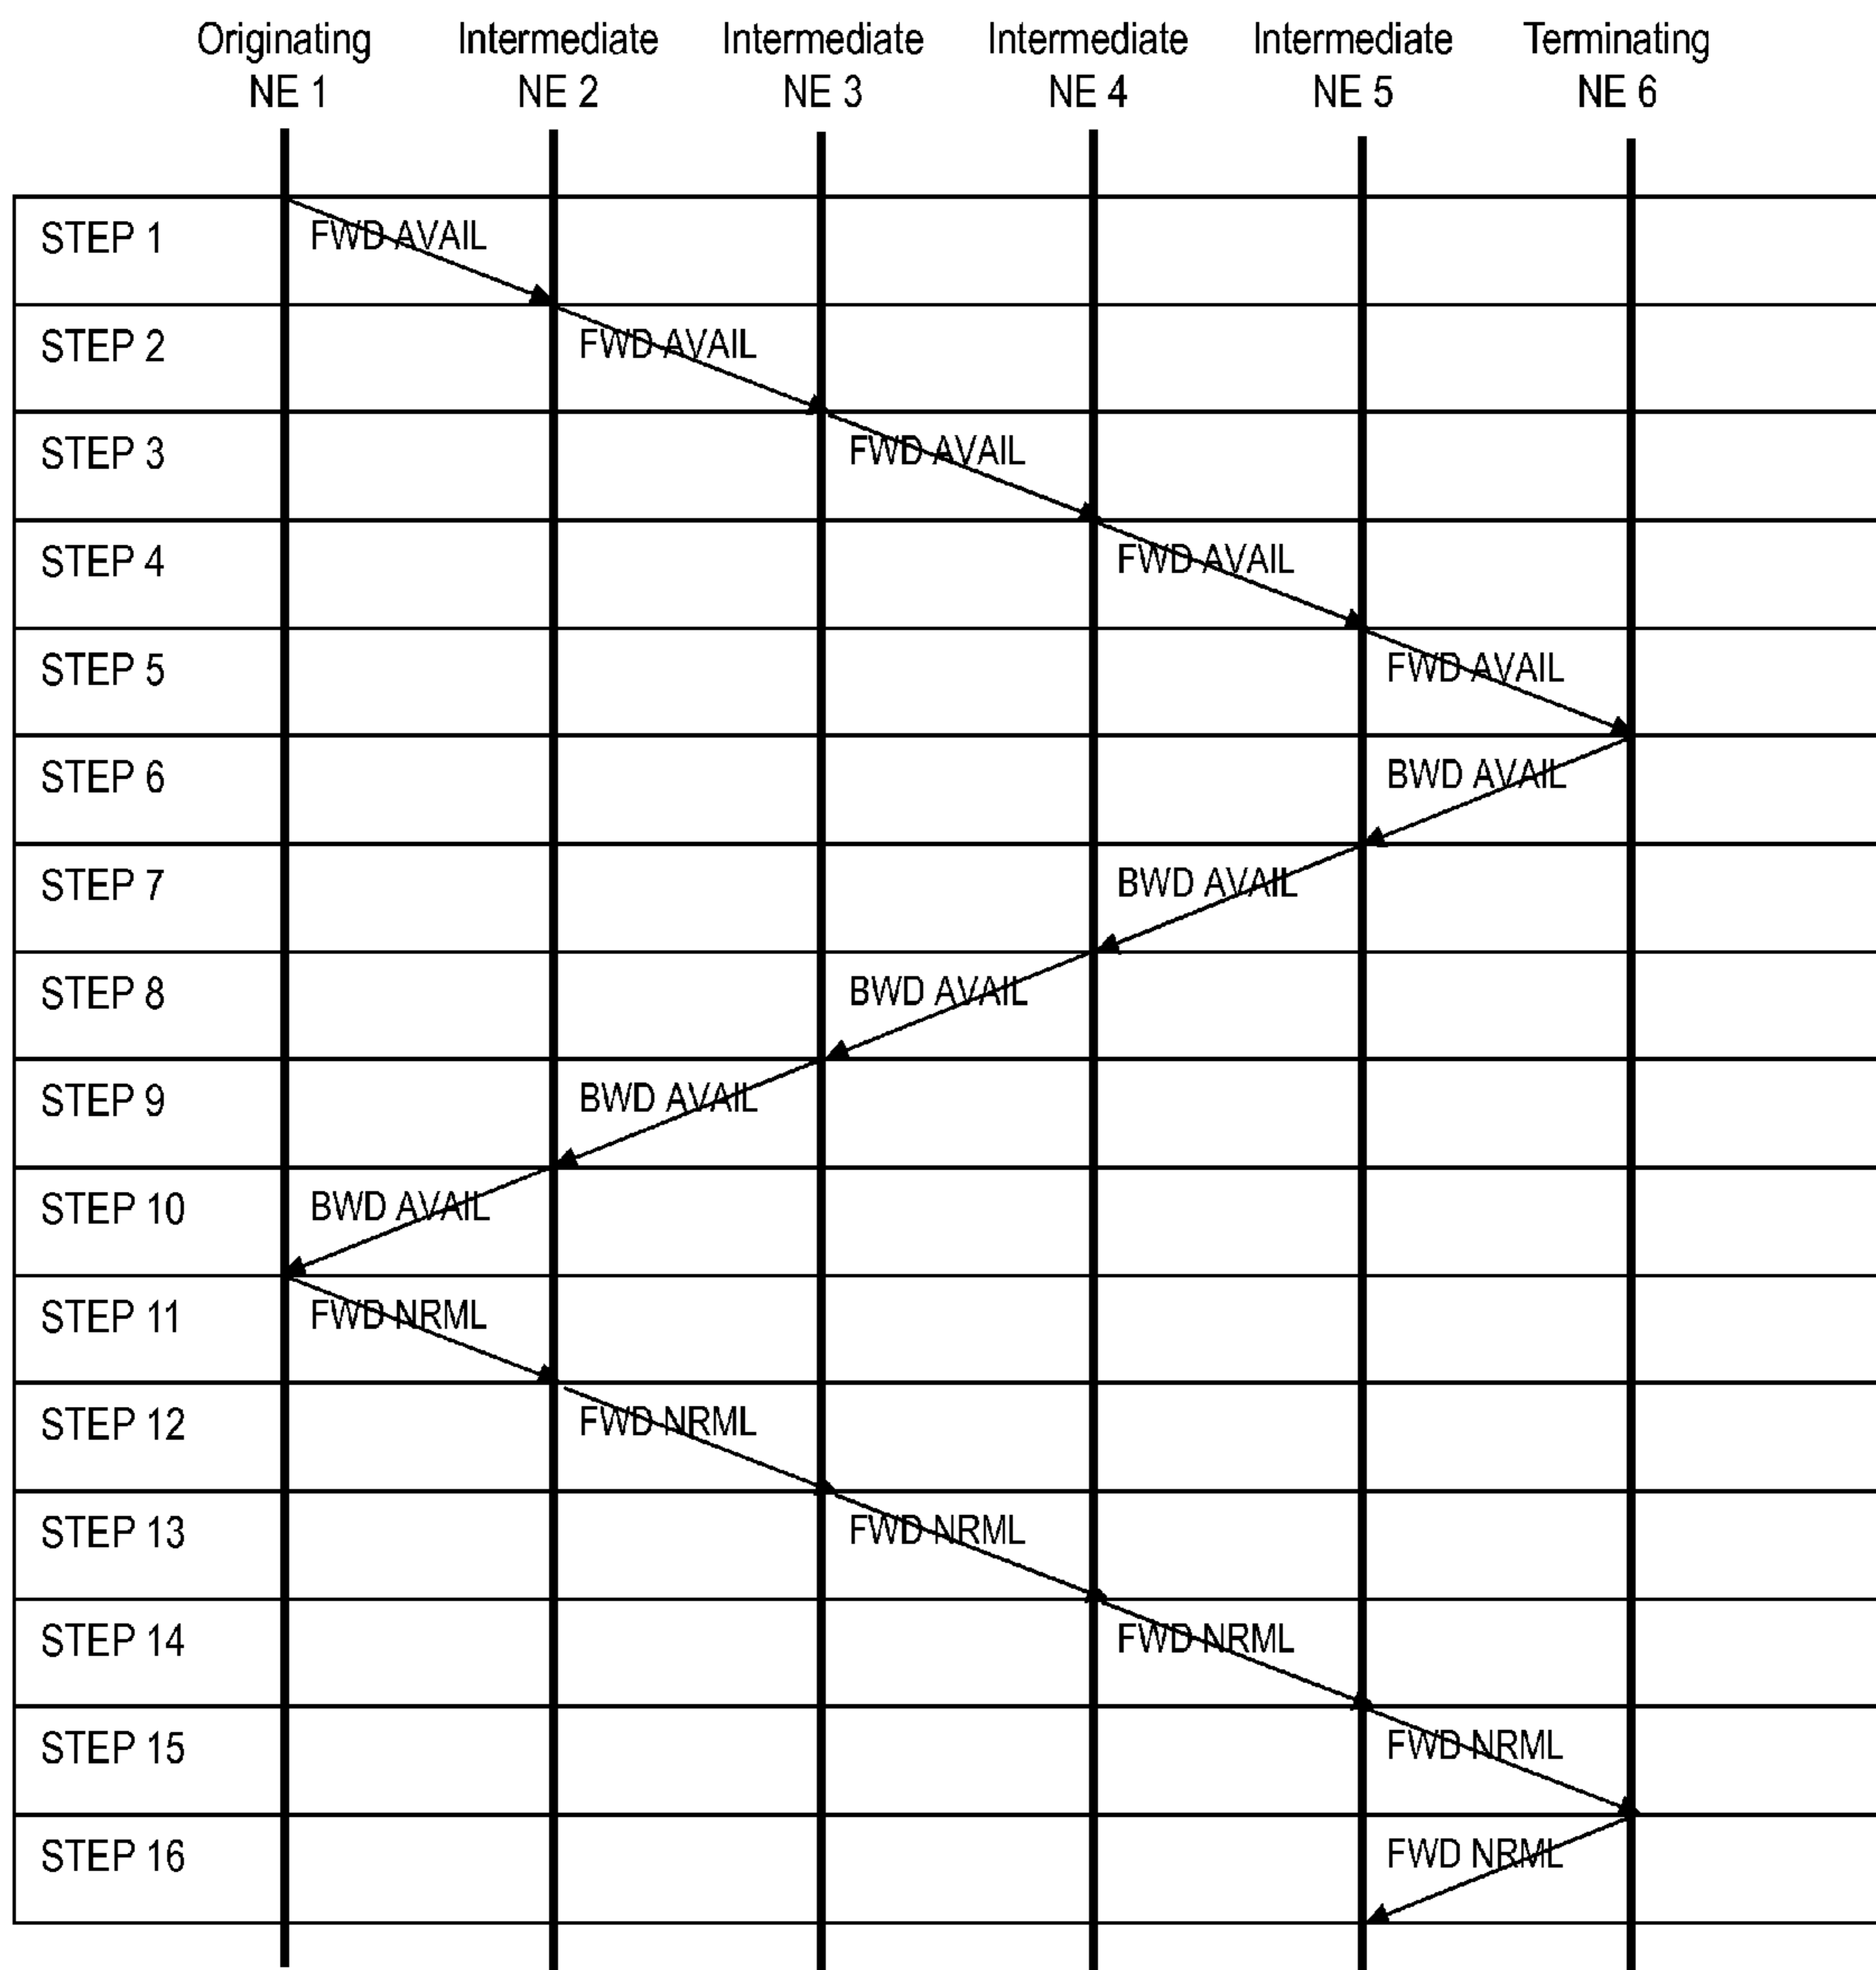 Originating Intermediate Intermediate Intermediate Intermediate Terminating
NE 1 NE 2 NE 3 NE 4 NE 5 NE 6
STEP 1 FWD AVAIL
STEP 2 FWD AVAIL
STEP 3 FWD AVAIL
STEP 4 FWD AVAIL
STEP 5 FWD AVAIL
STEP 6 BWD AVAIL
STEP 7 BWD AVAIL
STEP 8 BWD AVAIL
STEP 9 BWD AVAIL
STEP 10 BWD AVAIL
STEP 11 FWD NRML
STEP 12 FWD NRML
STEP 13 FWD NRML
STEP 14 FWD NRML
STEP 15 FWD NRML
STEP 16 FWD NRML